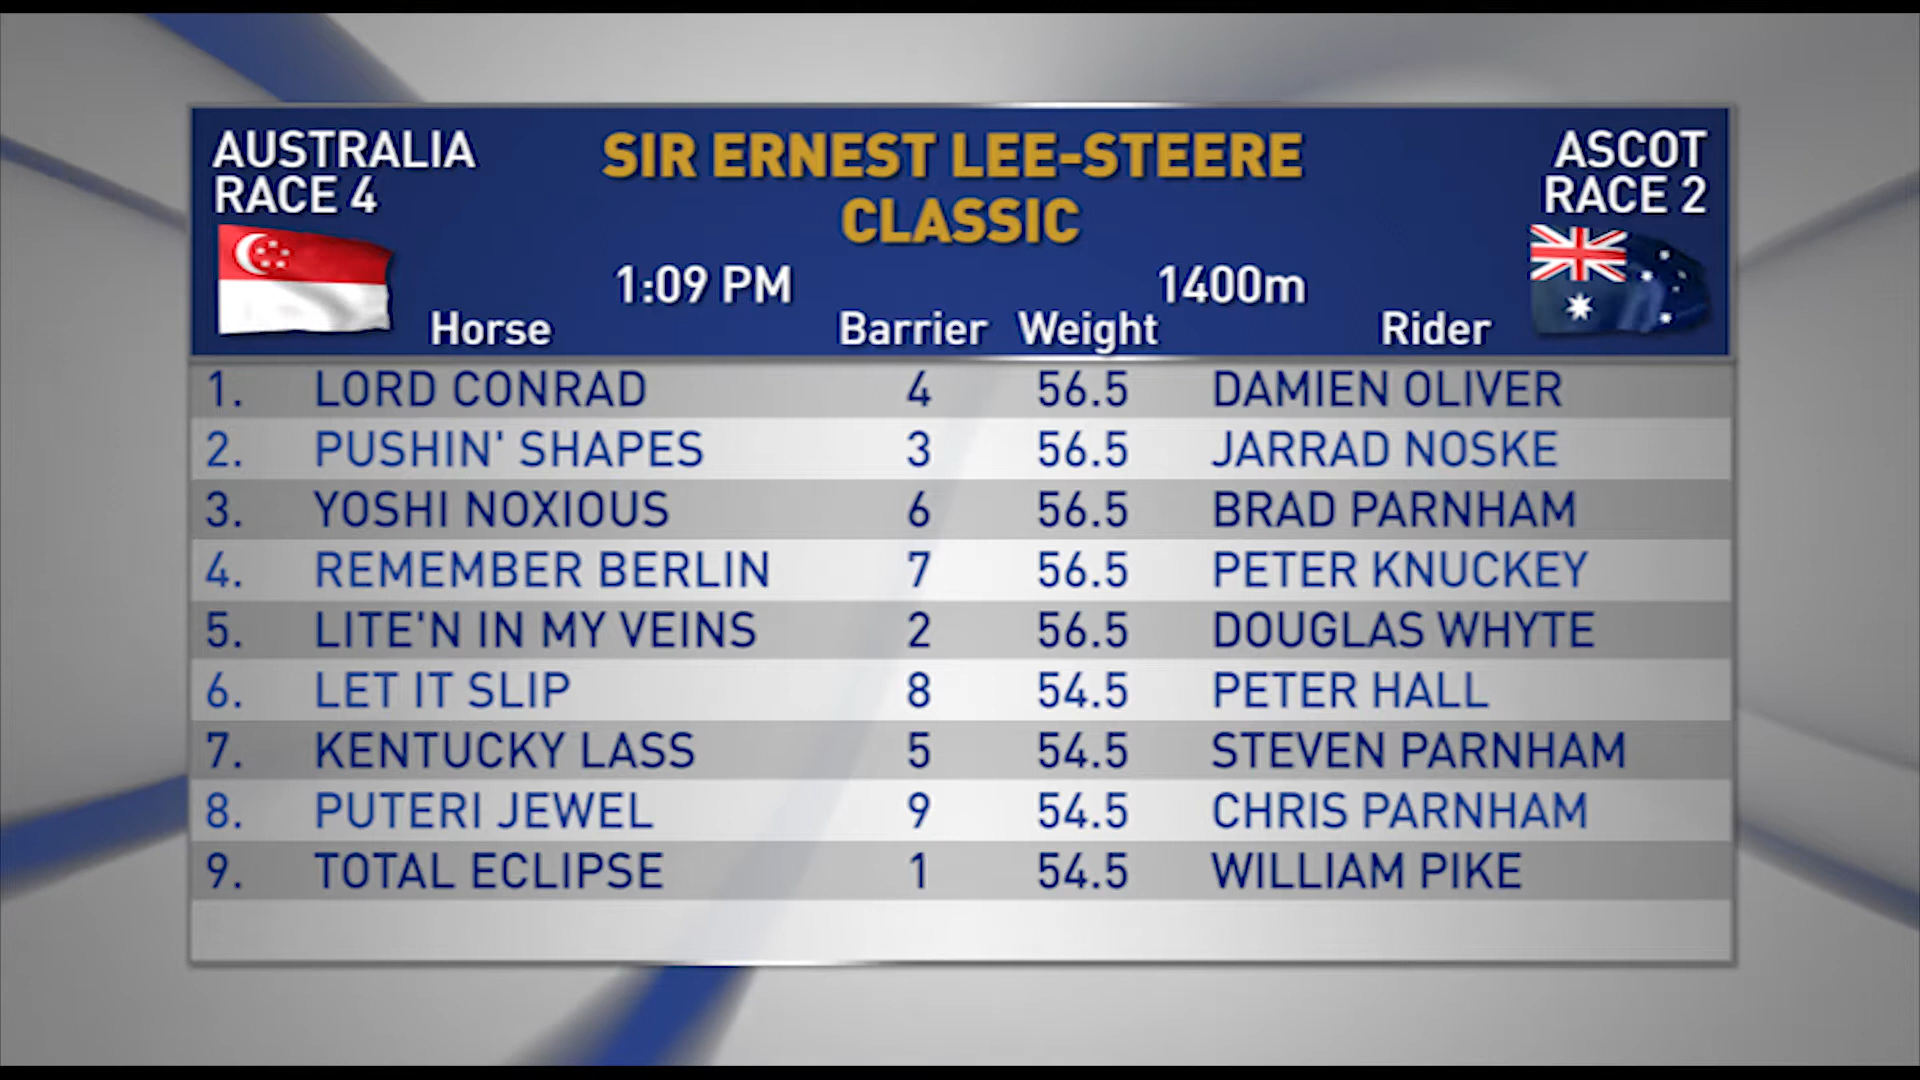 AUSTRALIA
RACE 4
SIR ERNEST LEE-STEERE
CLASSIC
ASCOT
RACE 2
1:09 PM 1400m
Horse Barrier Weight Rider
1. LORD CONRAD 4 56.5 DAMIEN OLIVER
2. PUSHIN' SHAPES 3 56.5 JARRAD NOSKE
3. YOSHI NOXIOUS 6 56.5 BRAD PARNHAM
4. REMEMBER BERLIN 7 56.5 PETER KNUCKEY
5. LITE'N IN MY VEINS 2 56.5 DOUGLAS WHYTE
6. LET IT SLIP 8 54.5 PETER HALL
7. KENTUCKY LASS 5 54.5 STEVEN PARNHAM
8. PUTERI JEWEL 9 54.5 CHRIS PARNHAM
9. TOTAL ECLIPSE 1 54.5 WILLIAM PIKE